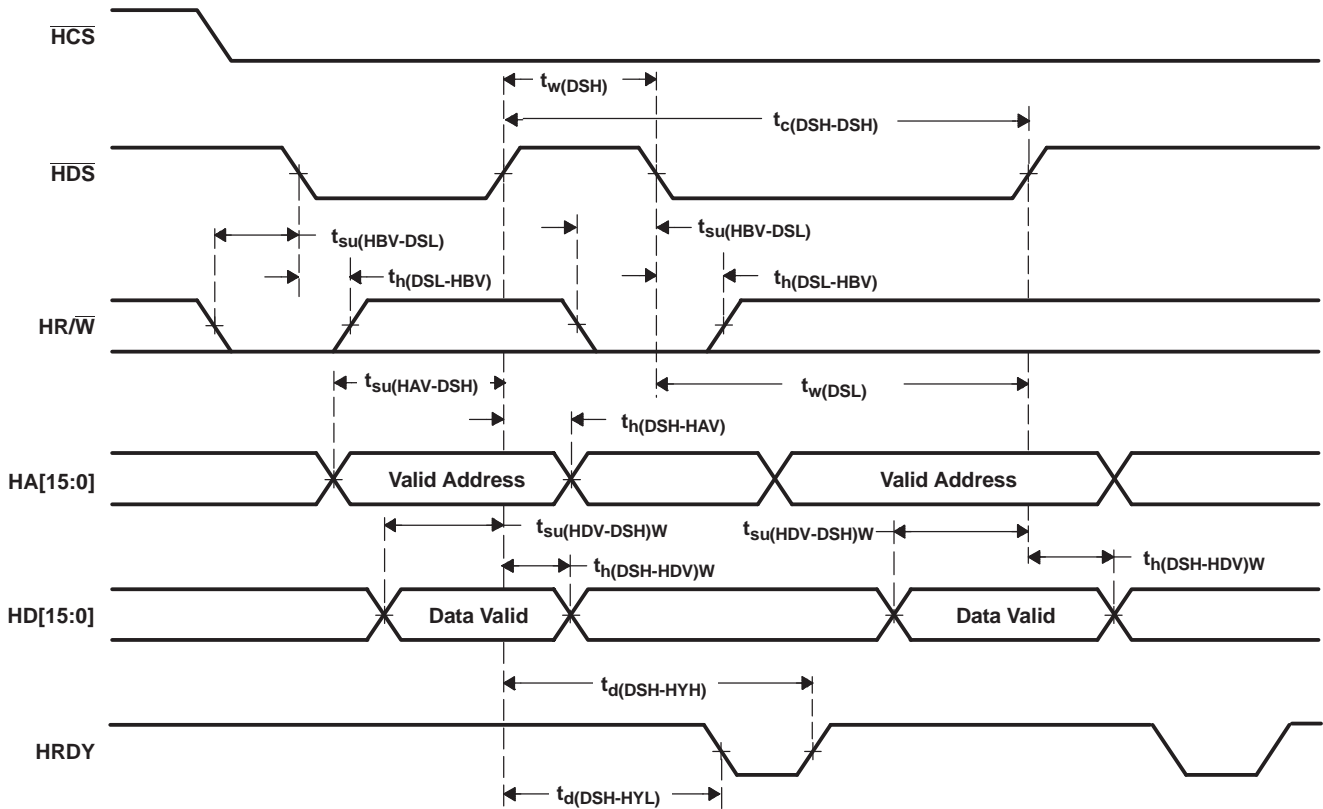 HCS
tw(DSH)
tc(DSH-DSH)
HDS
tsu(HBV-DSL)
tsu(HBV-DSL)
th(DSL-HBV)
th(DSL-HBV)
HR/W
tsu(HAV-DSH)
tw(DSL)
th(DSH-HAV)
HA[15:0]
Valid Address
Valid Address
tsu(HDV-DSH)W
tsu(HDV-DSH)W
th(DSH-HDV)W
th(DSH-HDV)W
HD[15:0]
Data Valid
Data Valid
td(DSH-HYH)
HRDY
td(DSH-HYL)